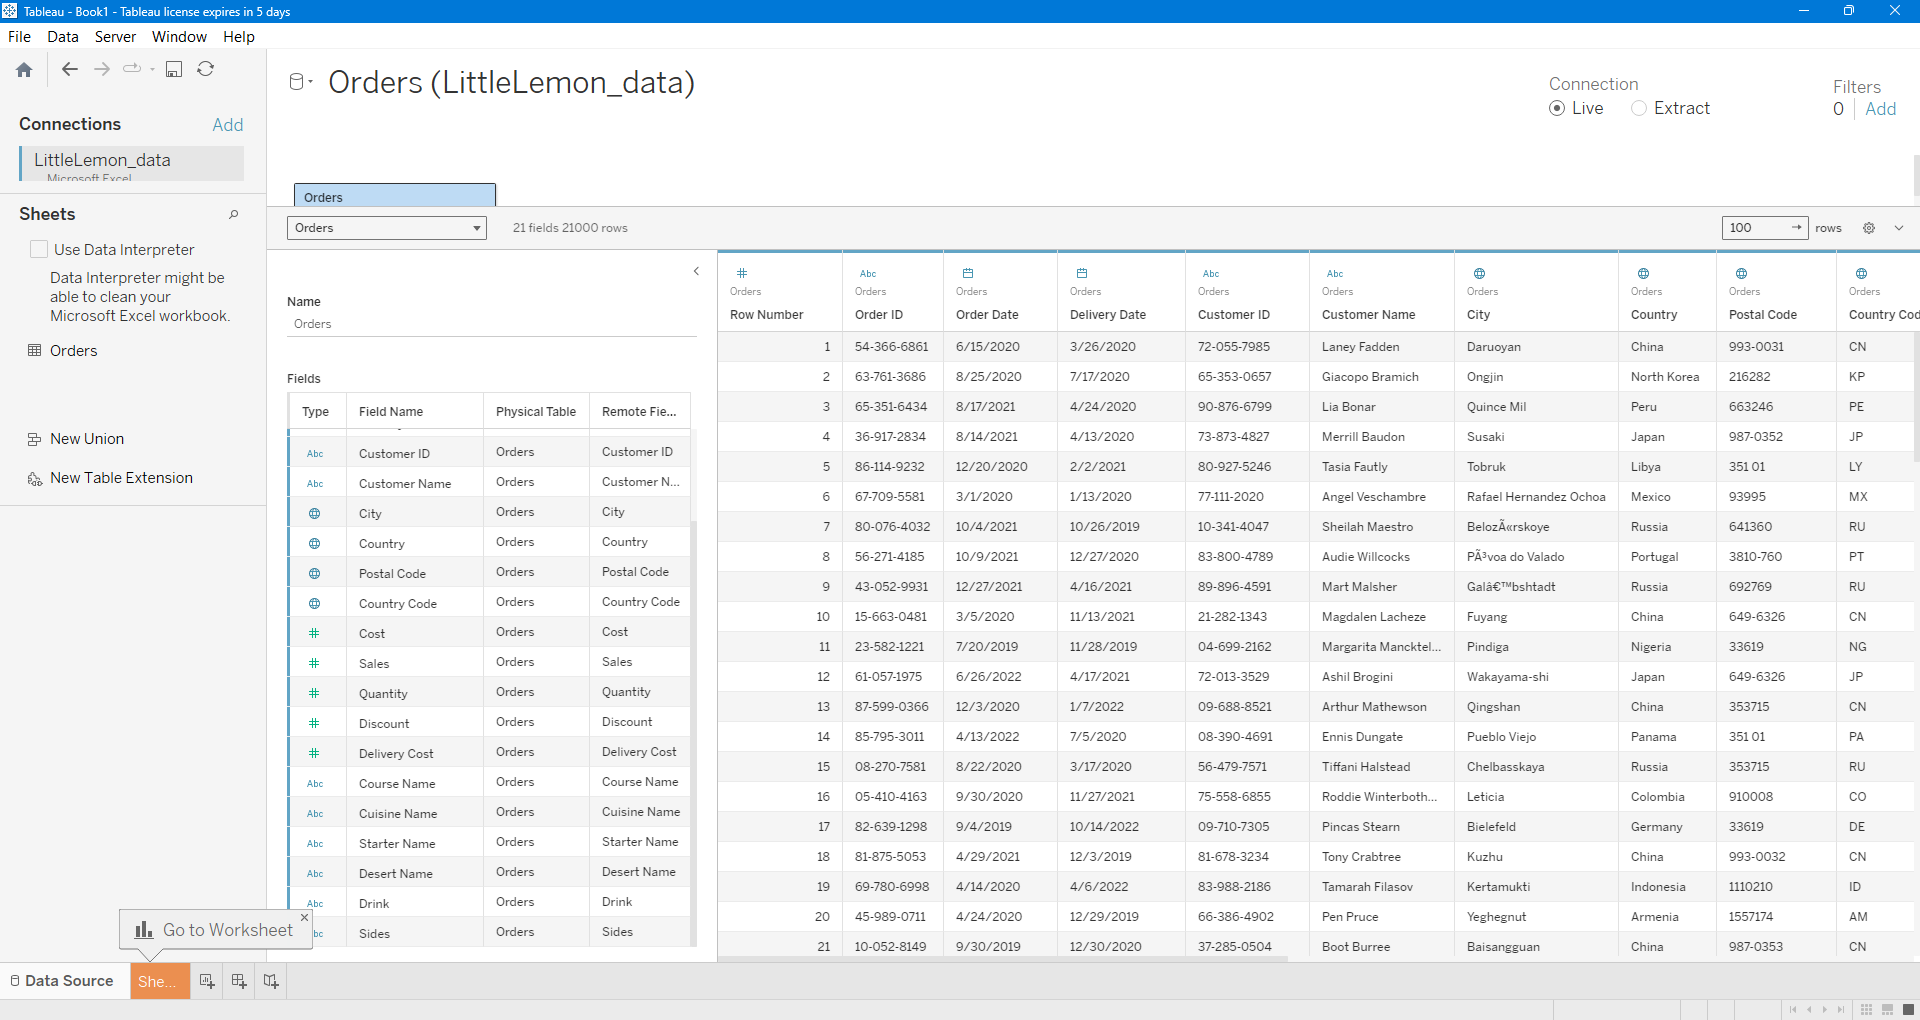 Tableau - Book1 - Tableau license expires in 5 days
File Data Server Window Help
Connections Add
LittleLemon_data
Microsoft Excel
Sheets
Use Data Interpreter
Data Interpreter might be
able to clean your
Microsoft Excel workbook.
Orders
New Union
New Table Extension
Orders (LittleLemon_data)
Connection
Live Extract
Filters
0 Add
Orders
Orders 21 fields 21000 rows 100 rows
Name
Orders
Fields
Type Field Name Physical Table Remote Fie...
Abc Customer ID Orders Customer ID
Abc Customer Name Orders Customer N...
City Orders City
Country Orders Country
Postal Code Orders Postal Code
Country Code Orders Country Code
# Cost Orders Cost
# Sales Orders Sales
# Quantity Orders Quantity
# Discount Orders Discount
# Delivery Cost Orders Delivery Cost
Abc Course Name Orders Course Name
Abc Cuisine Name Orders Cuisine Name
Abc Starter Name Orders Starter Name
Abc Desert Name Orders Desert Name
Abc Drink Orders Drink
bc Sides Orders Sides
# Abc Abc Abc
Orders Orders Orders Orders Orders Orders Orders Orders Orders Orders
Row Number Order ID Order Date Delivery Date Customer ID Customer Name City Country Postal Code Country Cod
1 54-366-6861 6/15/2020 3/26/2020 72-055-7985 Laney Fadden Daruoyan China 993-0031 CN
2 63-761-3686 8/25/2020 7/17/2020 65-353-0657 Giacopo Bramich Ongjin North Korea 216282 KP
3 65-351-6434 8/17/2021 4/24/2020 90-876-6799 Lia Bonar Quince Mil Peru 663246 PE
4 36-917-2834 8/14/2021 4/13/2020 73-873-4827 Merrill Baudon Susaki Japan 987-0352 JP
5 86-114-9232 12/20/2020 2/2/2021 80-927-5246 Tasia Fautly Tobruk Libya 351 01 LY
6 67-709-5581 3/1/2020 1/13/2020 77-111-2020 Angel Veschambre Rafael Hernandez Ochoa Mexico 93995 MX
7 80-076-4032 10/4/2021 10/26/2019 10-341-4047 Sheilah Maestro BelozÃ«rskoye Russia 641360 RU
8 56-271-4185 10/9/2021 12/27/2020 83-800-4789 Audie Willcocks PÃ³voa do Valado Portugal 3810-760 PT
9 43-052-9931 12/27/2021 4/16/2021 89-896-4591 Mart Malsher Galâ€™bshtadt Russia 692769 RU
10 15-663-0481 3/5/2020 11/13/2021 21-282-1343 Magdalen Lacheze Fuyang China 649-6326 CN
11 23-582-1221 7/20/2019 11/28/2019 04-699-2162 Margarita Mancktel... Pindiga Nigeria 33619 NG
12 61-057-1975 6/26/2022 4/17/2021 72-013-3529 Ashil Brogini Wakayama-shi Japan 649-6326 JP
13 87-599-0366 12/3/2020 1/7/2022 09-688-8521 Arthur Mathewson Qingshan China 353715 CN
14 85-795-3011 4/13/2022 7/5/2020 08-390-4691 Ennis Dungate Pueblo Viejo Panama 351 01 PA
15 08-270-7581 8/22/2020 3/17/2020 56-479-7571 Tiffani Halstead Chelbasskaya Russia 353715 RU
16 05-410-4163 9/30/2020 11/27/2021 75-558-6855 Roddie Winterboth... Leticia Colombia 910008 CO
17 82-639-1298 9/4/2019 10/14/2022 09-710-7305 Pincas Stearn Bielefeld Germany 33619 DE
18 81-875-5053 4/29/2021 12/3/2019 81-678-3234 Tony Crabtree Kuzhu China 993-0032 CN
19 69-780-6998 4/14/2020 4/6/2022 83-988-2186 Tamarah Filasov Kertamukti Indonesia 1110210 ID
20 45-989-0711 4/24/2020 12/29/2019 66-386-4902 Pen Pruce Yeghegnut Armenia 1557174 AM
21 10-052-8149 9/30/2019 12/30/2020 37-285-0504 Boot Burree Baisangguan China 987-0353 CN
Go to Worksheet
Data Source She...